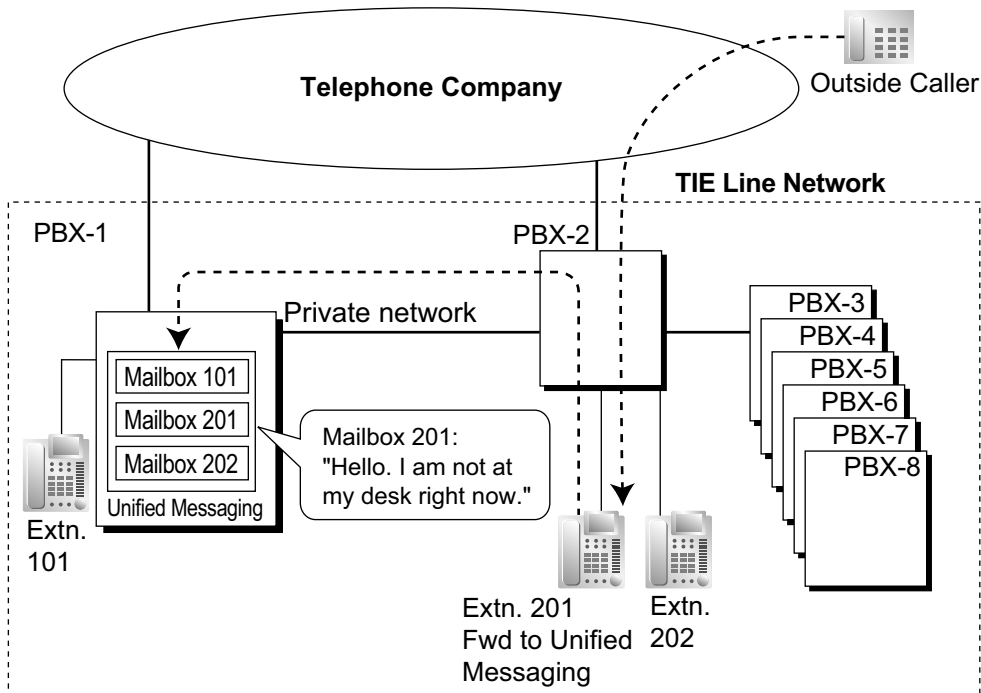 Telephone Company
Outside Caller
TIE Line Network
PBX-1
PBX-2
Private network
PBX-3
PBX-4
PBX-5
PBX-6
PBX-7
PBX-8
Mailbox 101
Mailbox 201
Mailbox 202
Unified Messaging
Mailbox 201:
"Hello. I am not at
my desk right now."
Extn.
101
Extn. 201
Fwd to Unified
Messaging
Extn.
202